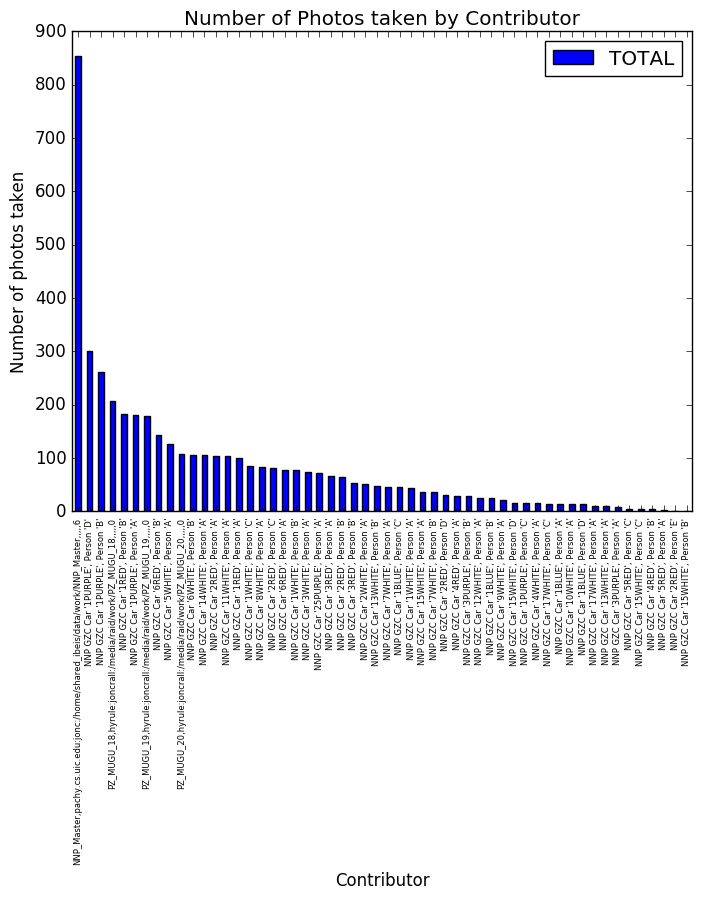 Number of Photos taken by Contributor
TOTAL
Number of photos taken
900
800
700
600
500
400
300
200
100
0
NNP_Master,pachy.cs.uic.edu:jonc:/home/shared_ibeis/data/work/NNP_Master,,,,,6
NNP GZC Car '1PURPLE', Person 'D'
NNP GZC Car '1PURPLE', Person 'B'
PZ_MUGU_18,hyrule:joncrall:/media/raid/work/PZ_MUGU_18,,,,,0
NNP GZC Car '1RED', Person 'B'
NNP GZC Car '1PURPLE', Person 'A'
PZ_MUGU_19,hyrule:joncrall:/media/raid/work/PZ_MUGU_19,,,,,0
NNP GZC Car '6RED', Person 'B'
NNP GZC Car '5WHITE', Person 'A'
PZ_MUGU_20,hyrule:joncrall:/media/raid/work/PZ_MUGU_20,,,,,0
NNP GZC Car '6WHITE', Person 'B'
NNP GZC Car '14WHITE', Person 'A'
NNP GZC Car '2RED', Person 'A'
NNP GZC Car '11WHITE', Person 'A'
NNP GZC Car '1RED', Person 'A'
NNP GZC Car '1WHITE', Person 'C'
NNP GZC Car '8WHITE', Person 'A'
NNP GZC Car '2RED', Person 'C'
NNP GZC Car '6RED', Person 'A'
NNP GZC Car '1WHITE', Person 'B'
NNP GZC Car '3WHITE', Person 'A'
NNP GZC Car '25PURPLE', Person 'A'
NNP GZC Car '3RED', Person 'A'
NNP GZC Car '2RED', Person 'B'
NNP GZC Car '3RED', Person 'B'
NNP GZC Car '2WHITE', Person 'A'
NNP GZC Car '13WHITE', Person 'B'
NNP GZC Car '7WHITE', Person 'A'
NNP GZC Car '1BLUE', Person 'C'
NNP GZC Car '1WHITE', Person 'A'
NNP GZC Car '15WHITE', Person 'A'
NNP GZC Car '7WHITE', Person 'B'
NNP GZC Car '2RED', Person 'D'
NNP GZC Car '4RED', Person 'A'
NNP GZC Car '3PURPLE', Person 'B'
NNP GZC Car '12WHITE', Person 'A'
NNP GZC Car '1BLUE', Person 'B'
NNP GZC Car '9WHITE', Person 'A'
NNP GZC Car '15WHITE', Person 'D'
NNP GZC Car '1PURPLE', Person 'C'
NNP GZC Car '4WHITE', Person 'A'
NNP GZC Car '7WHITE', Person 'C'
NNP GZC Car '1BLUE', Person 'A'
NNP GZC Car '10WHITE', Person 'A'
NNP GZC Car '1BLUE', Person 'D'
NNP GZC Car '17WHITE', Person 'A'
NNP GZC Car '13WHITE', Person 'A'
NNP GZC Car '3PURPLE', Person 'A'
NNP GZC Car '5RED', Person 'C'
NNP GZC Car '15WHITE', Person 'C'
NNP GZC Car '4RED', Person 'B'
NNP GZC Car '5RED', Person 'A'
NNP GZC Car '2RED', Person 'E'
NNP GZC Car '15WHITE', Person 'B'
Contributor